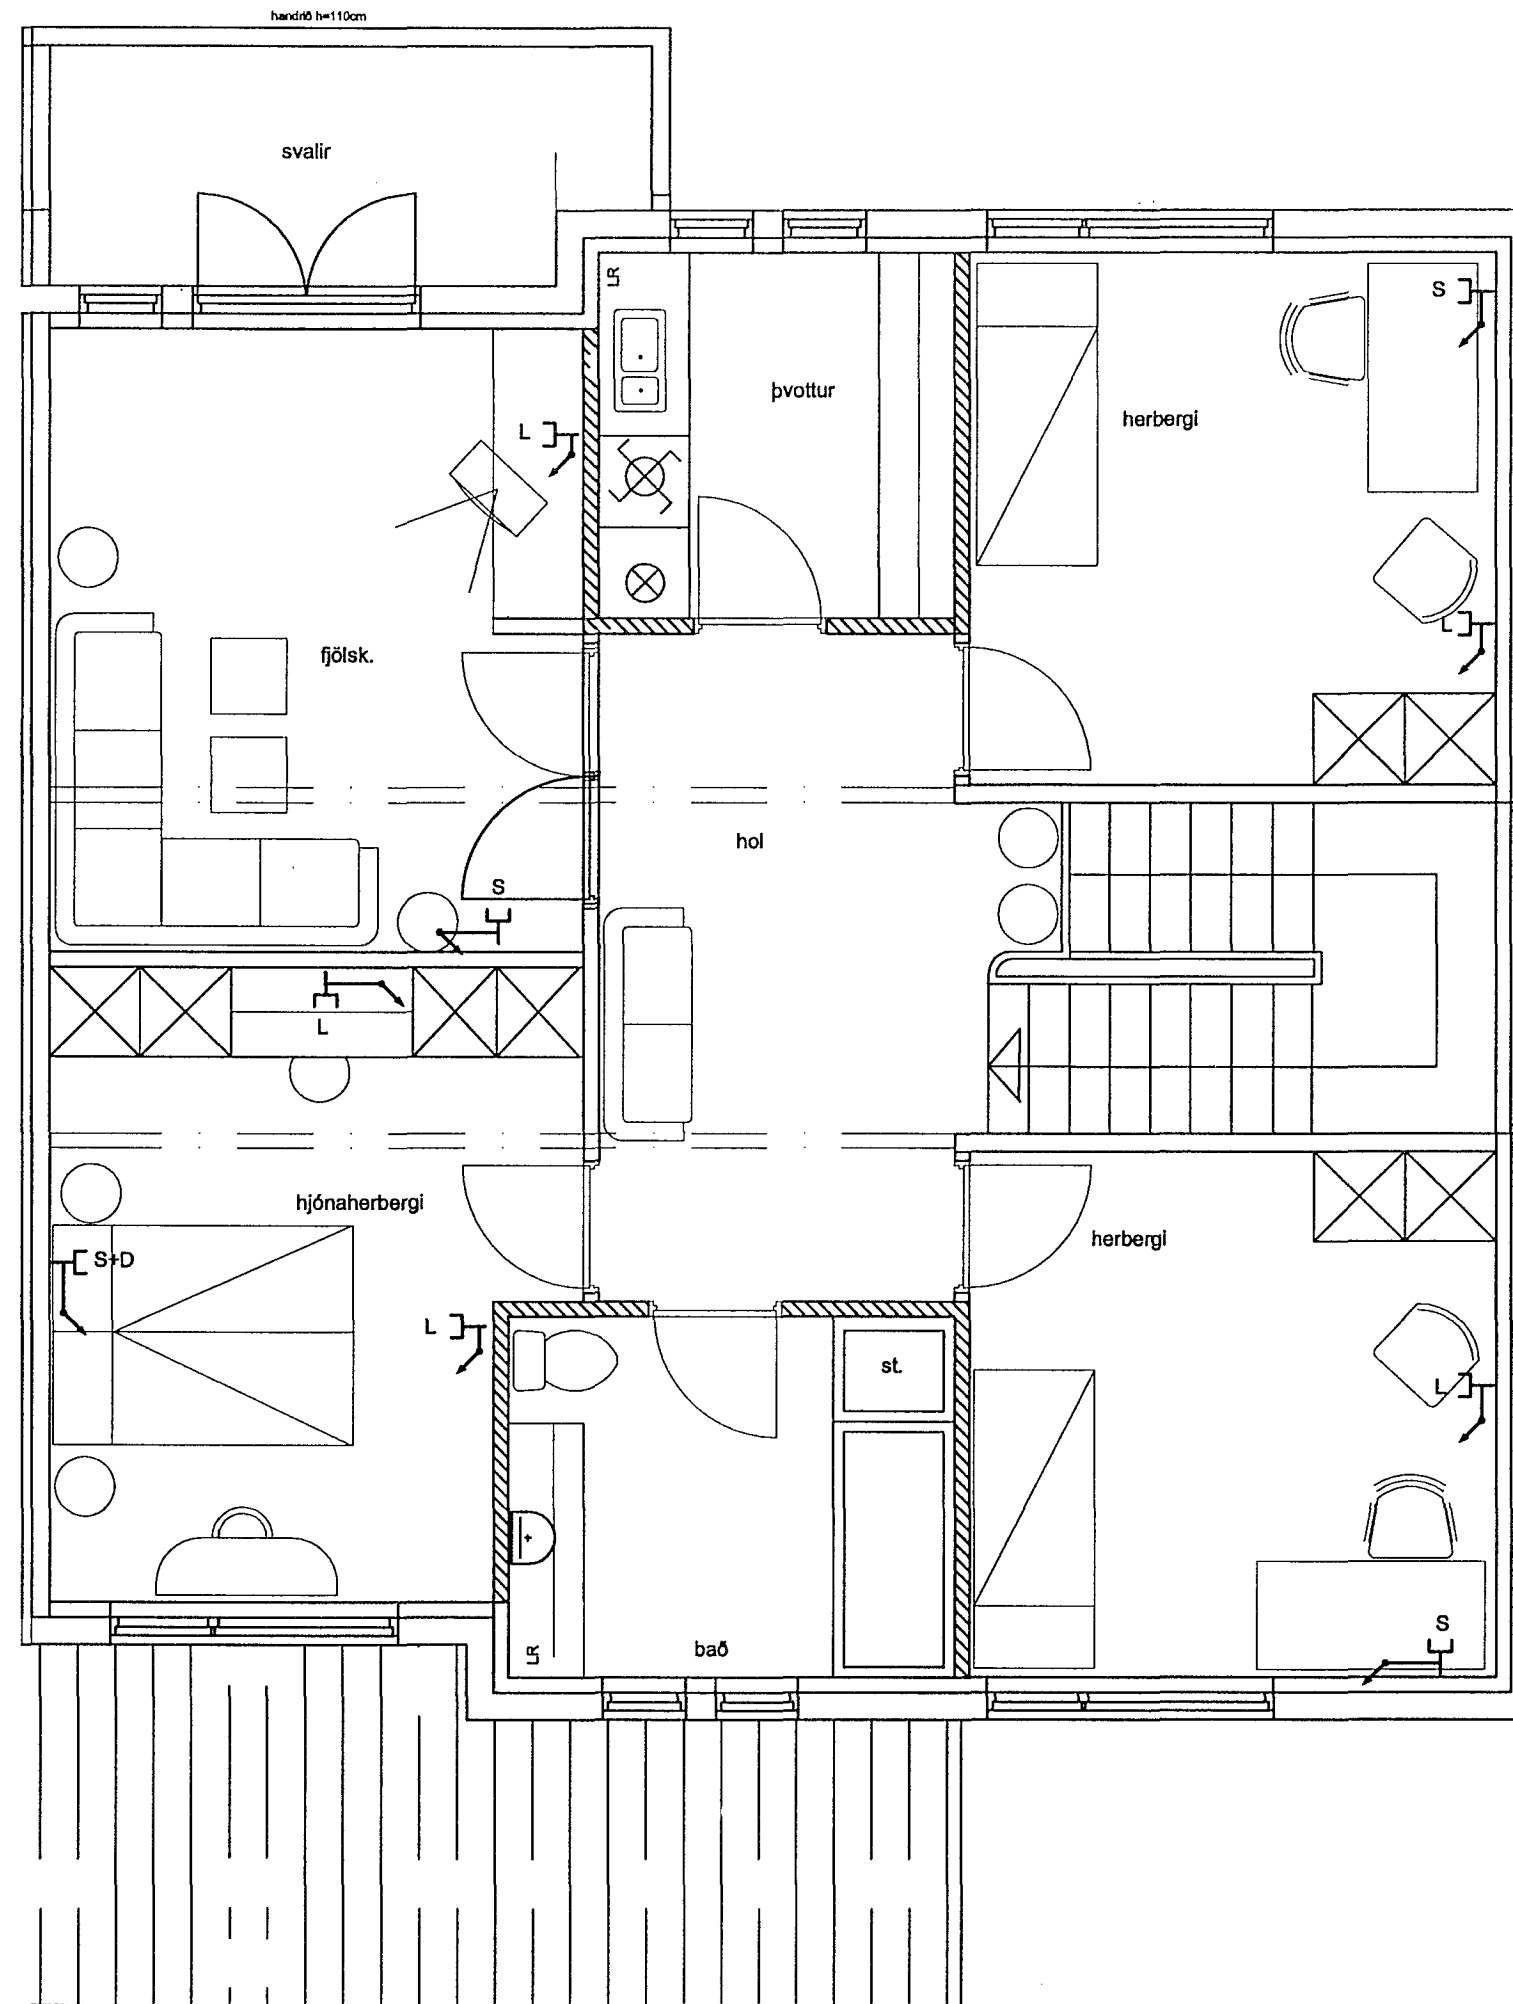 handrið h=110cm
svalir
LR
S
þvottur
herbergi
L
L
fjölsk.
hol
S
L
hjónaherbergi
herbergi
S+D
L
st.
L
S
LR
bað